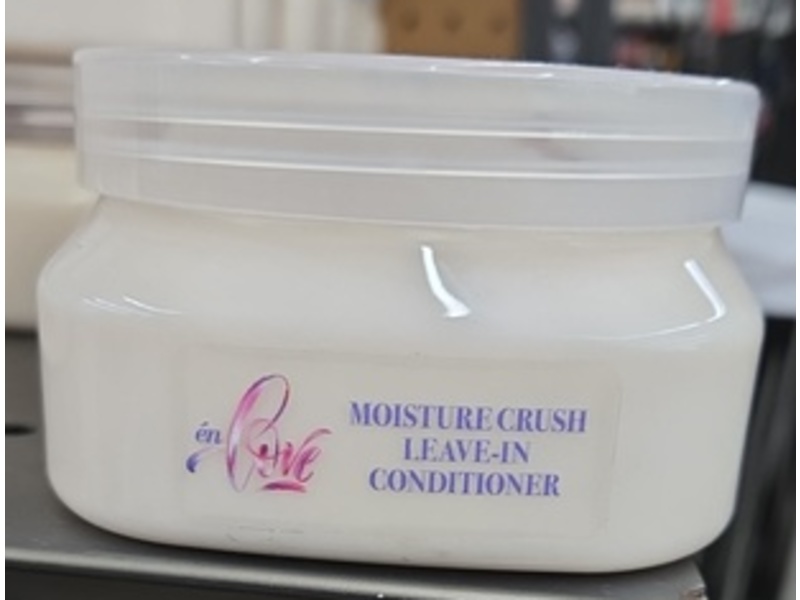 én Love
MOISTURE CRUSH
LEAVE-IN
CONDITIONER